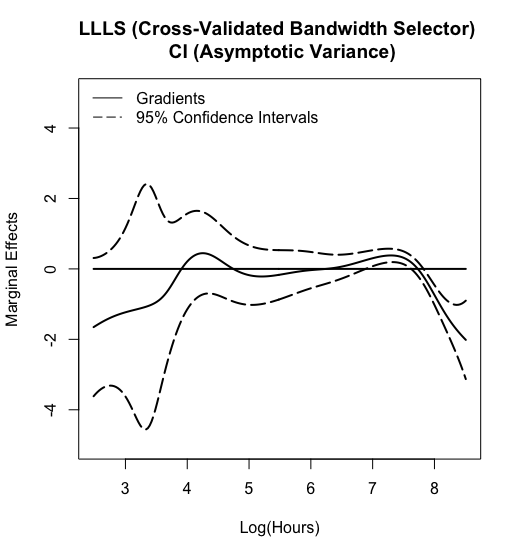 LLLS (Cross-Validated Bandwidth Selector)
CI (Asymptotic Variance)
Gradients
95% Confidence Intervals
Marginal Effects
4
2
0
-2
-4
3 4 5 6 7 8
Log(Hours)